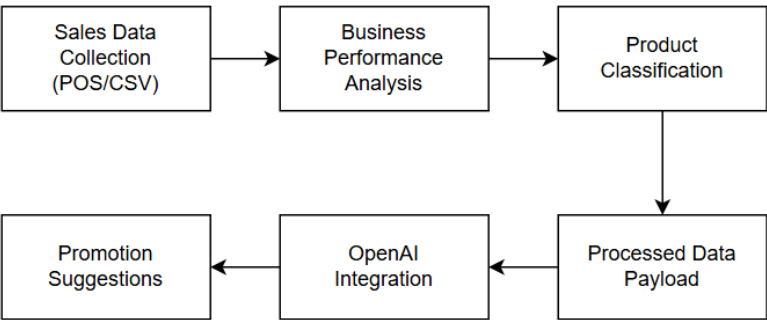 Sales Data
Collection
(POS/CSV)
Business
Performance
Analysis
Product
Classification
Processed Data
Payload
OpenAI
Integration
Promotion
Suggestions